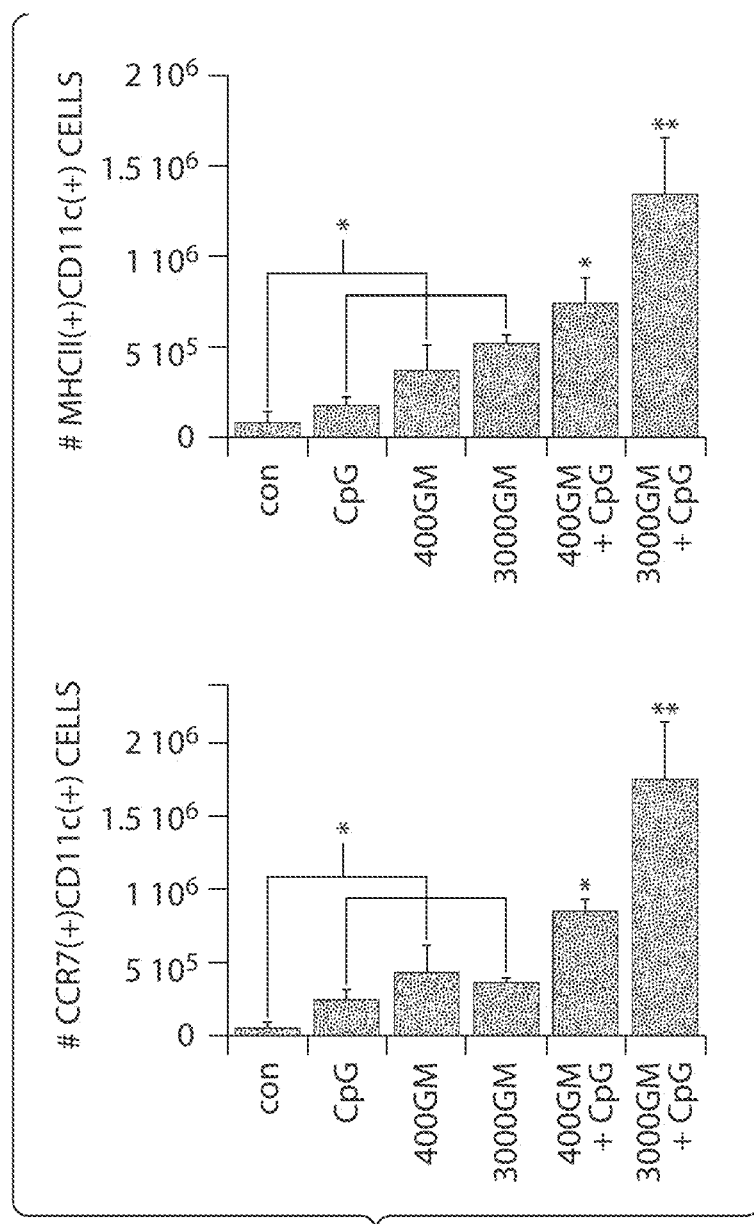 # MHCII(+)CD11c(+) CELLS
2 10⁶
1.5 10⁶
1 10⁶
5 10⁵
0
*
*
**
con
CpG
400GM
3000GM
400GM
+ CpG
3000GM
+ CpG
# CCR7(+)CD11c(+) CELLS
2 10⁶
1.5 10⁶
1 10⁶
5 10⁵
0
*
*
**
con
CpG
400GM
3000GM
400GM
+ CpG
3000GM
+ CpG